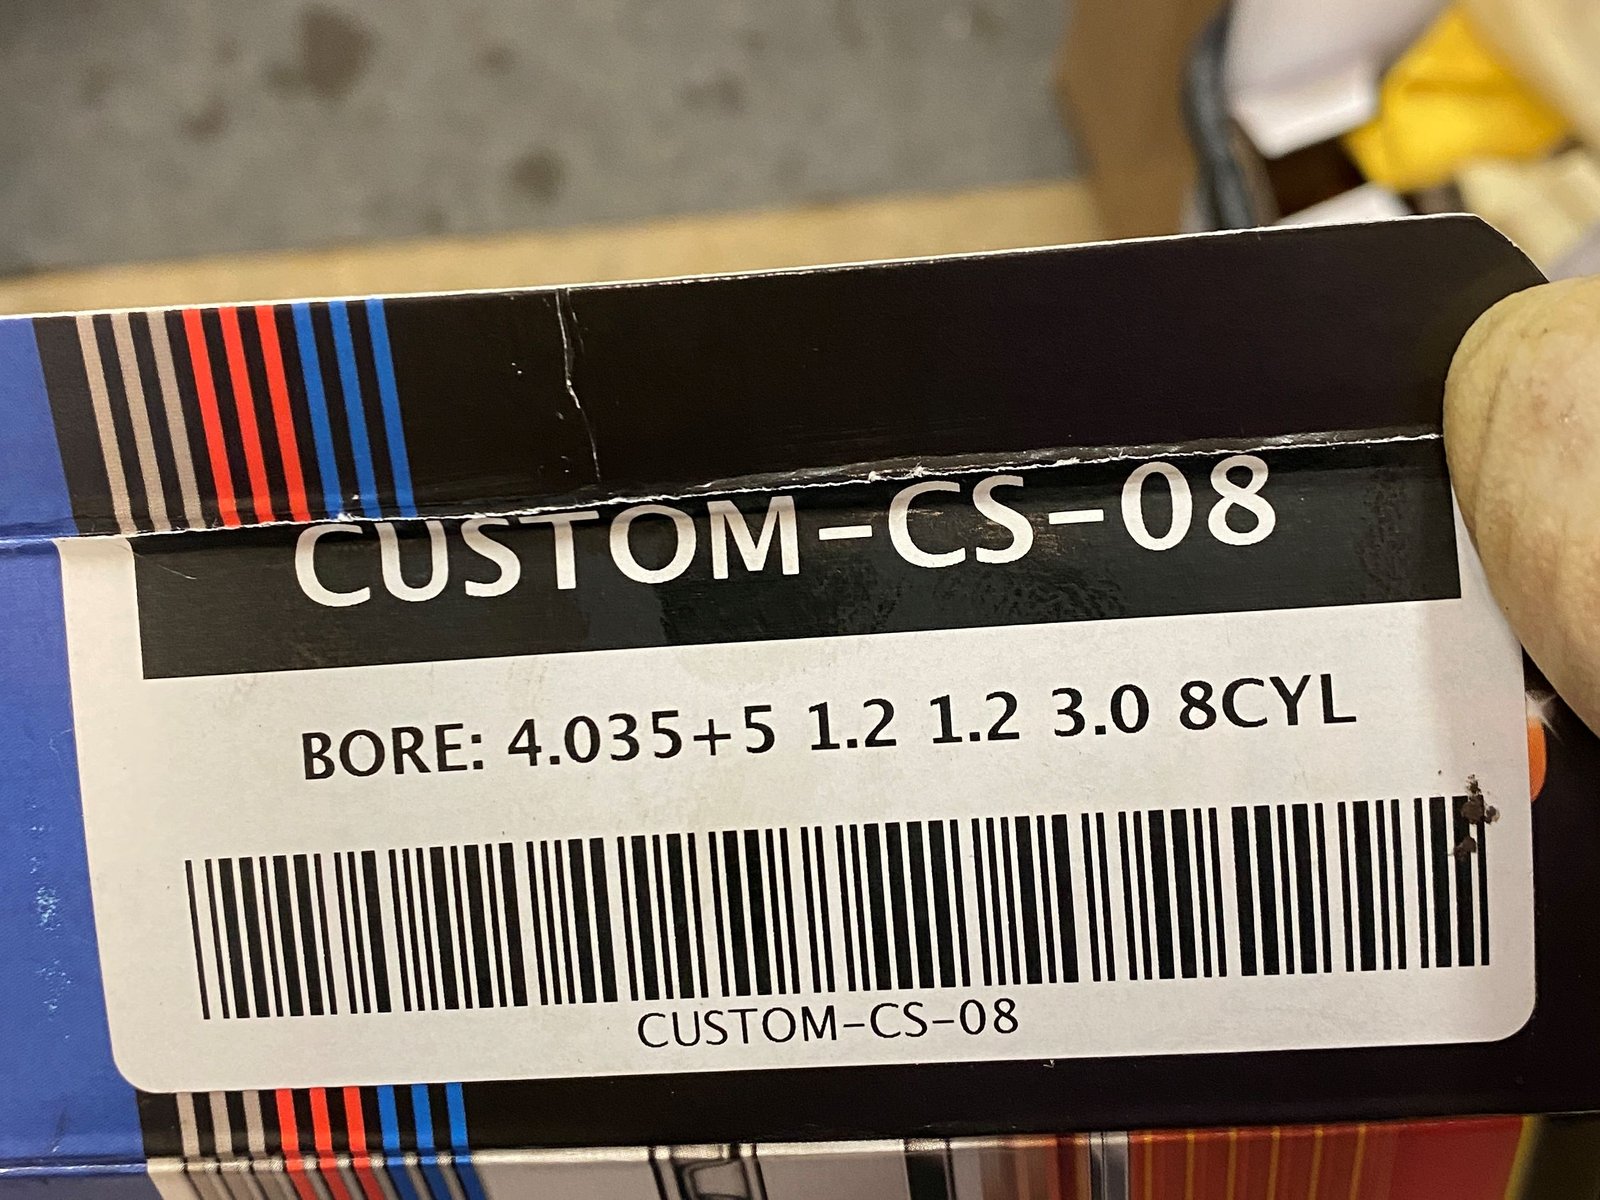 CUSTOM-CS-08
BORE: 4.035+5 1.2 1.2 3.0 8CYL
CUSTOM-CS-08